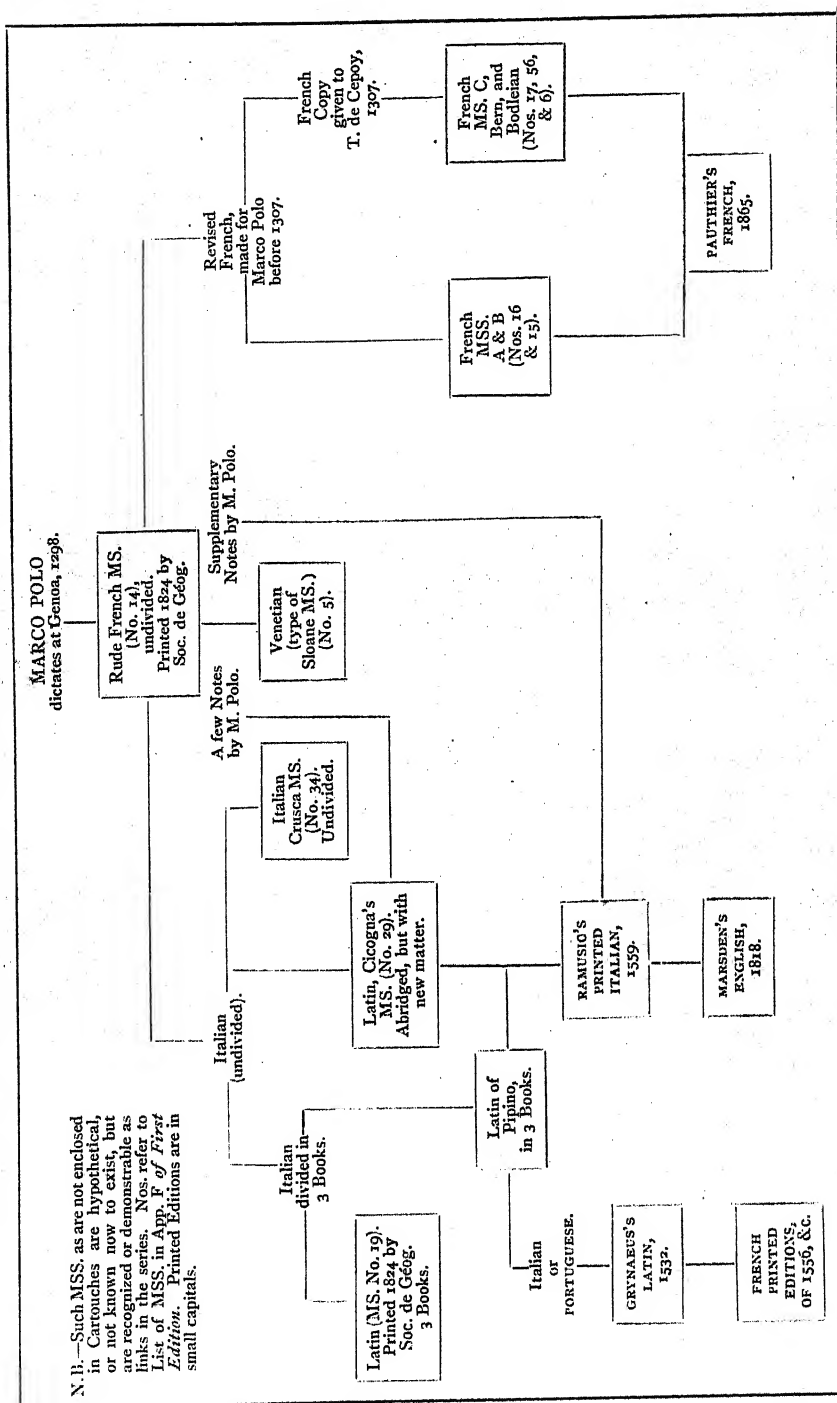 MARCO POLO
dictates at Genoa, 1298.
Rude French MS.
(No. 14),
undivided.
Printed 1824 by
Soc. de Géog.
N.B.—Such MSS. as are not enclosed
in Cartouches are hypothetical,
or not known now to exist, but
are recognized or demonstrable as
links in the series. Nos. refer to
List of MSS. in App. F of First
Edition. Printed Editions are in
small capitals.
Italian
(undivided).
A few Notes
by M. Polo.
Supplementary
Notes by M. Polo.
Revised
French,
made for
Marco Polo
before 1307.
Italian
Crusca MS.
(No. 34).
Undivided.
Venetian
(type of
Sloane MS.)
(No. 5).
French
Copy
given to
T. de Cepoy,
1307.
Italian
divided in
3 Books.
Latin, Cicogna's
MS. (No. 29).
Abridged, but with
new matter.
French
MSS.
A & B
(Nos. 16
& 15).
French
MS. C,
Bern, and
Bodleian
(Nos. 17, 56,
& 6).
Latin (MS. No. 19).
Printed 1824 by
Soc. de Géog.
3 Books.
Latin of
Pipino,
in 3 Books.
Italian
or
PORTUGUESE.
RAMUSIO'S
PRINTED
ITALIAN,
1559.
PAUTHIER'S
FRENCH,
1865.
GRYNAEUS'S
LATIN,
1532.
MARSDEN'S
ENGLISH,
1818.
FRENCH
PRINTED
EDITIONS,
OF 1556, &C.